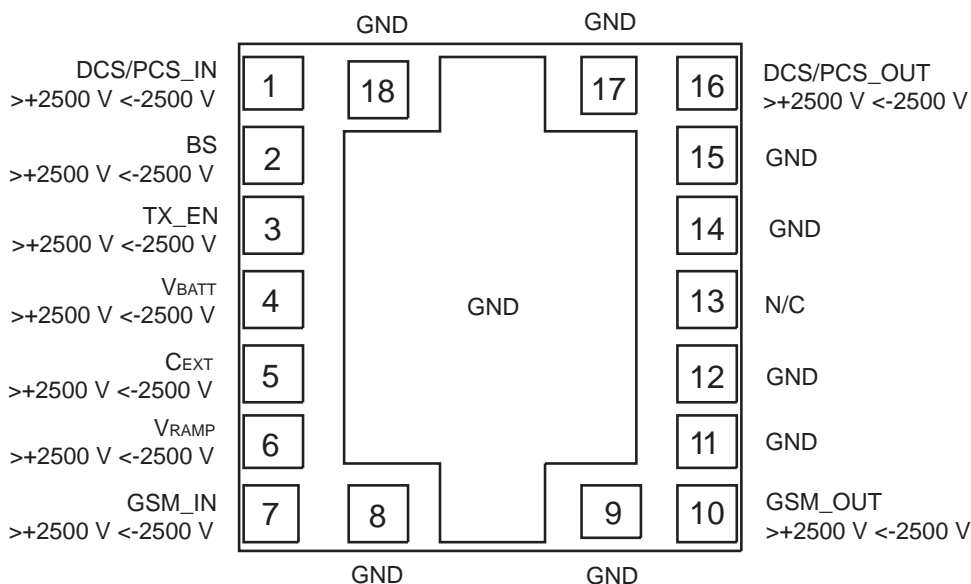 GND GND
DCS/PCS_IN
>+2500 V <-2500 V
1
18
17
16
DCS/PCS_OUT
>+2500 V <-2500 V
BS
>+2500 V <-2500 V
2
15
GND
TX_EN
>+2500 V <-2500 V
3
14
GND
VBATT
>+2500 V <-2500 V
4
GND
13
N/C
CEXT
>+2500 V <-2500 V
5
12
GND
VRAMP
>+2500 V <-2500 V
6
11
GND
GSM_IN
>+2500 V <-2500 V
7
8
9
10
GSM_OUT
>+2500 V <-2500 V
GND GND